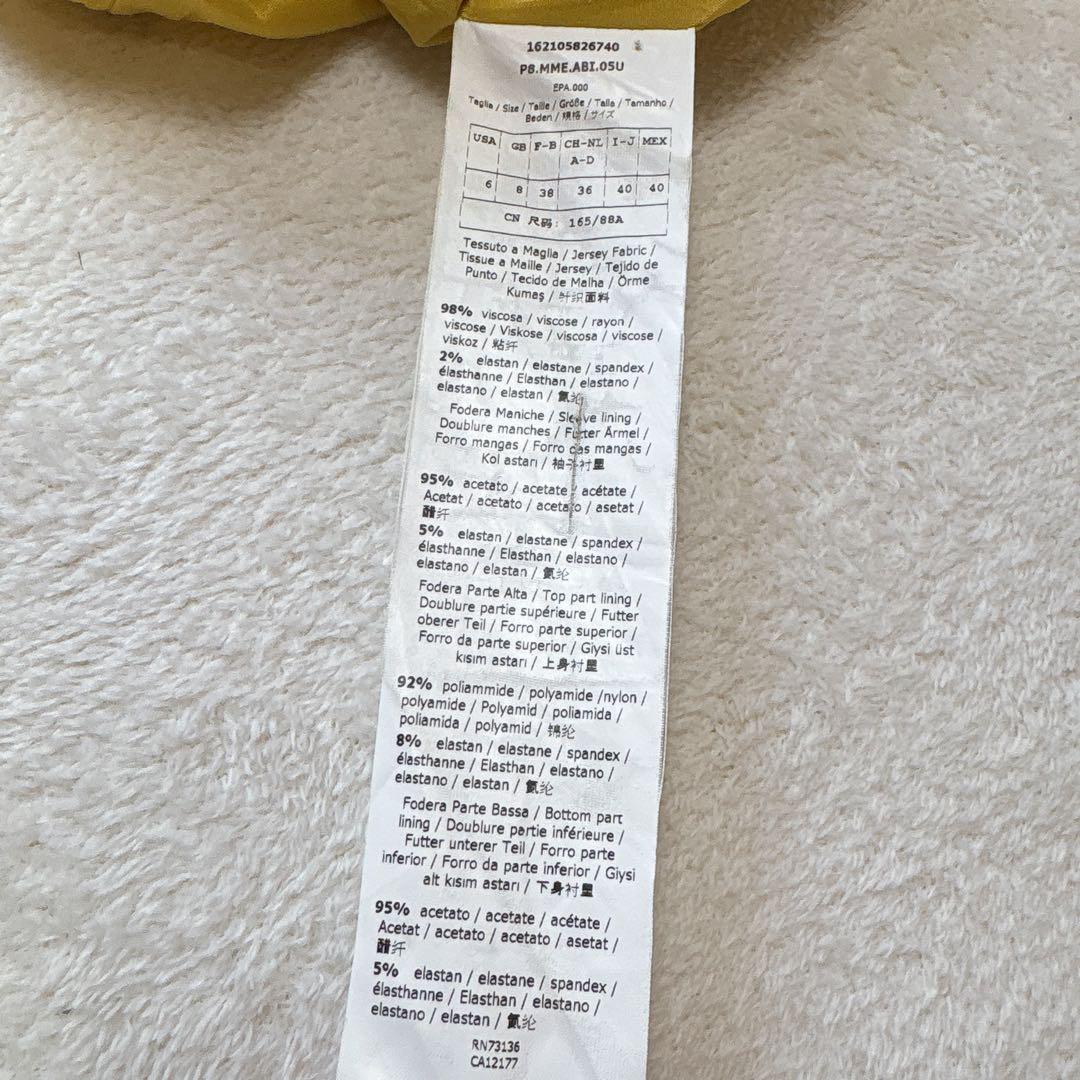 162105826740
P8.MME.ABI.05U
EPA.000
Taglia / Size / Taille / Größe / Talla / Tamanho /
Beden / 規格 / サイズ
USA GB F-B CH-NL I-J MEX
A-D
6 8 38 36 40 40
CN 尺码: 165/88A
Tessuto a Maglia / Jersey Fabric /
Tissue a Maille / Jersey / Tejido de
Punto / Tecido de Malha / Örme
Kumaş / 针织面料
98% viscosa / viscose / rayon /
viscose / Viskose / viscosa / viscose /
viskoz / 粘纤
2% elastan / elastane / spandex /
élasthanne / Elasthan / elastano /
elastano / elastan / 氨纶
Fodera Maniche / Sleeve lining /
Doublure manches / Futter Ärmel /
Forro mangas / Forro das mangas /
Kol astarı / 袖子衬里
95% acetato / acetate / acétate /
Acetat / acetato / acetato / asetat /
醋纤
5% elastan / elastane / spandex /
élasthanne / Elasthan / elastano /
elastano / elastan / 氨纶
Fodera Parte Alta / Top part lining /
Doublure partie supérieure / Futter
oberer Teil / Forro parte superior /
Forro da parte superior / Giysi üst
kısım astarı / 上身衬里
92% poliammide / polyamide /nylon /
polyamide / Polyamid / poliamida /
poliamida / polyamid / 锦纶
8% elastan / elastane / spandex /
élasthanne / Elasthan / elastano /
elastano / elastan / 氨纶
Fodera Parte Bassa / Bottom part
lining / Doublure partie inférieure /
Futter unterer Teil / Forro parte
inferior / Forro da parte inferior / Giysi
alt kısım astarı / 下身衬里
95% acetato / acetate / acétate /
Acetat / acetato / acetato / asetat /
醋纤
5% elastan / elastane / spandex /
élasthanne / Elasthan / elastano /
elastano / elastan / 氨纶
RN73136
CA12177